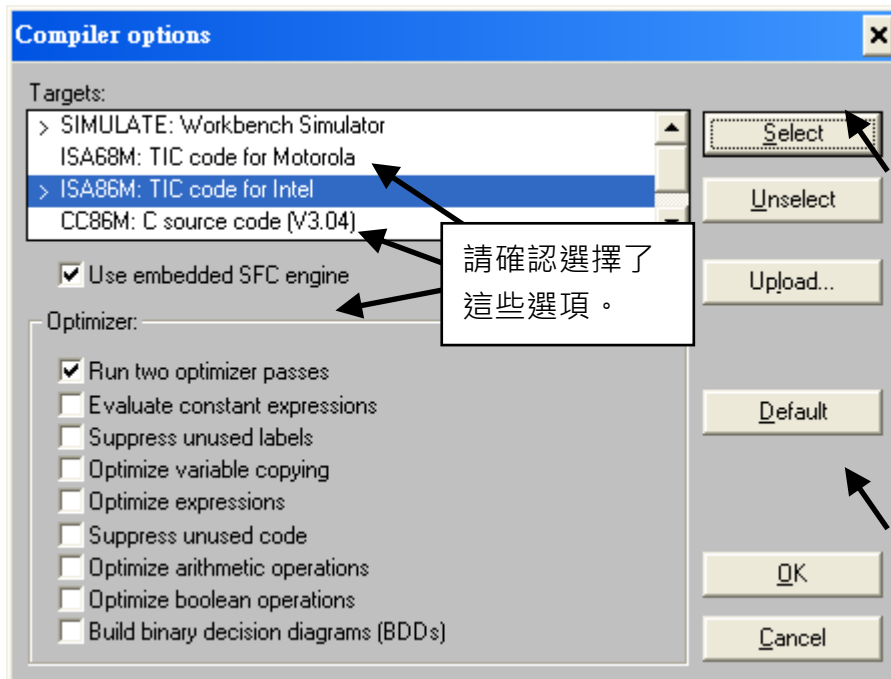 Compiler options
Targets:
> SIMULATE: Workbench Simulator
ISA68M: TIC code for Motorola
> ISA86M: TIC code for Intel
CC86M: C source code (V3.04)
Select
Unselect
Upload...
Default
OK
Cancel
請確認選擇了
這些選項。
Use embedded SFC engine
Optimizer:
Run two optimizer passes
Evaluate constant expressions
Suppress unused labels
Optimize variable copying
Optimize expressions
Suppress unused code
Optimize arithmetic operations
Optimize boolean operations
Build binary decision diagrams (BDDs)